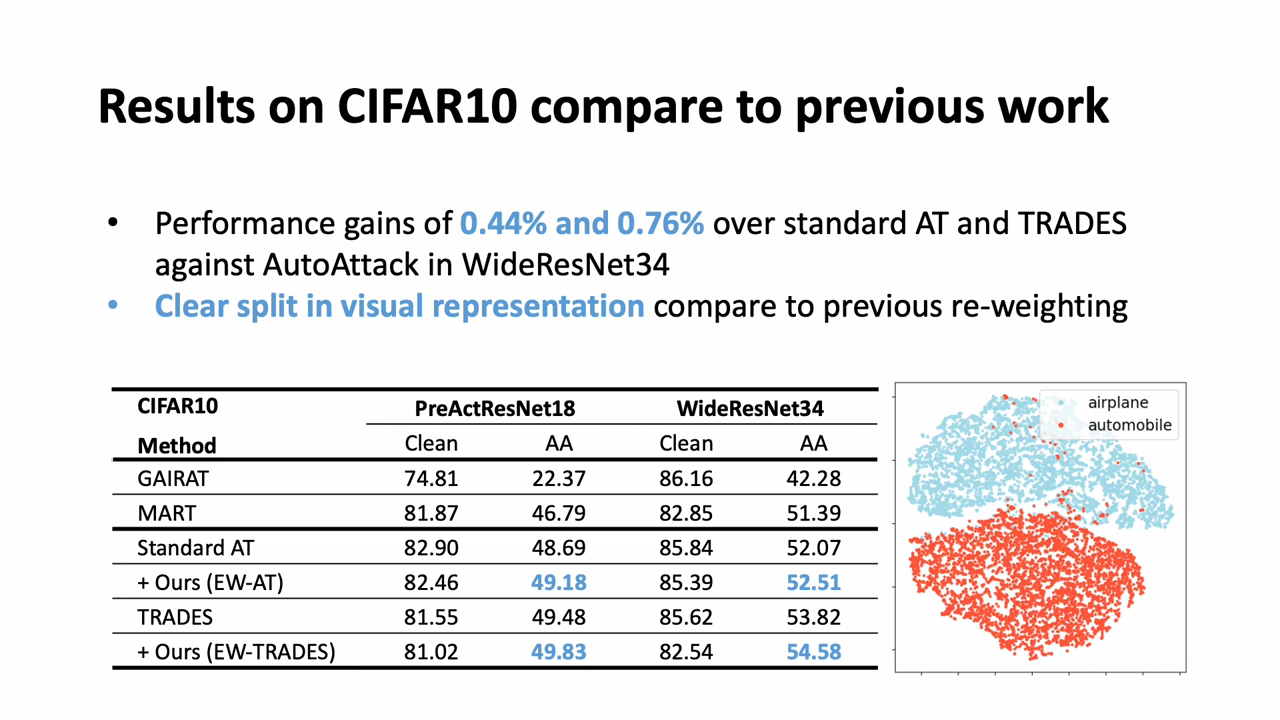 Results on CIFAR10 compare to previous work
• Performance gains of 0.44% and 0.76% over standard AT and TRADES
against AutoAttack in WideResNet34
• Clear split in visual representation compare to previous re-weighting
CIFAR10 PreActResNet18 WideResNet34
Method Clean AA Clean AA
GAIRAT 74.81 22.37 86.16 42.28
MART 81.87 46.79 82.85 51.39
Standard AT 82.90 48.69 85.84 52.07
+ Ours (EW-AT) 82.46 49.18 85.39 52.51
TRADES 81.55 49.48 85.62 53.82
+ Ours (EW-TRADES) 81.02 49.83 82.54 54.58
airplane
automobile